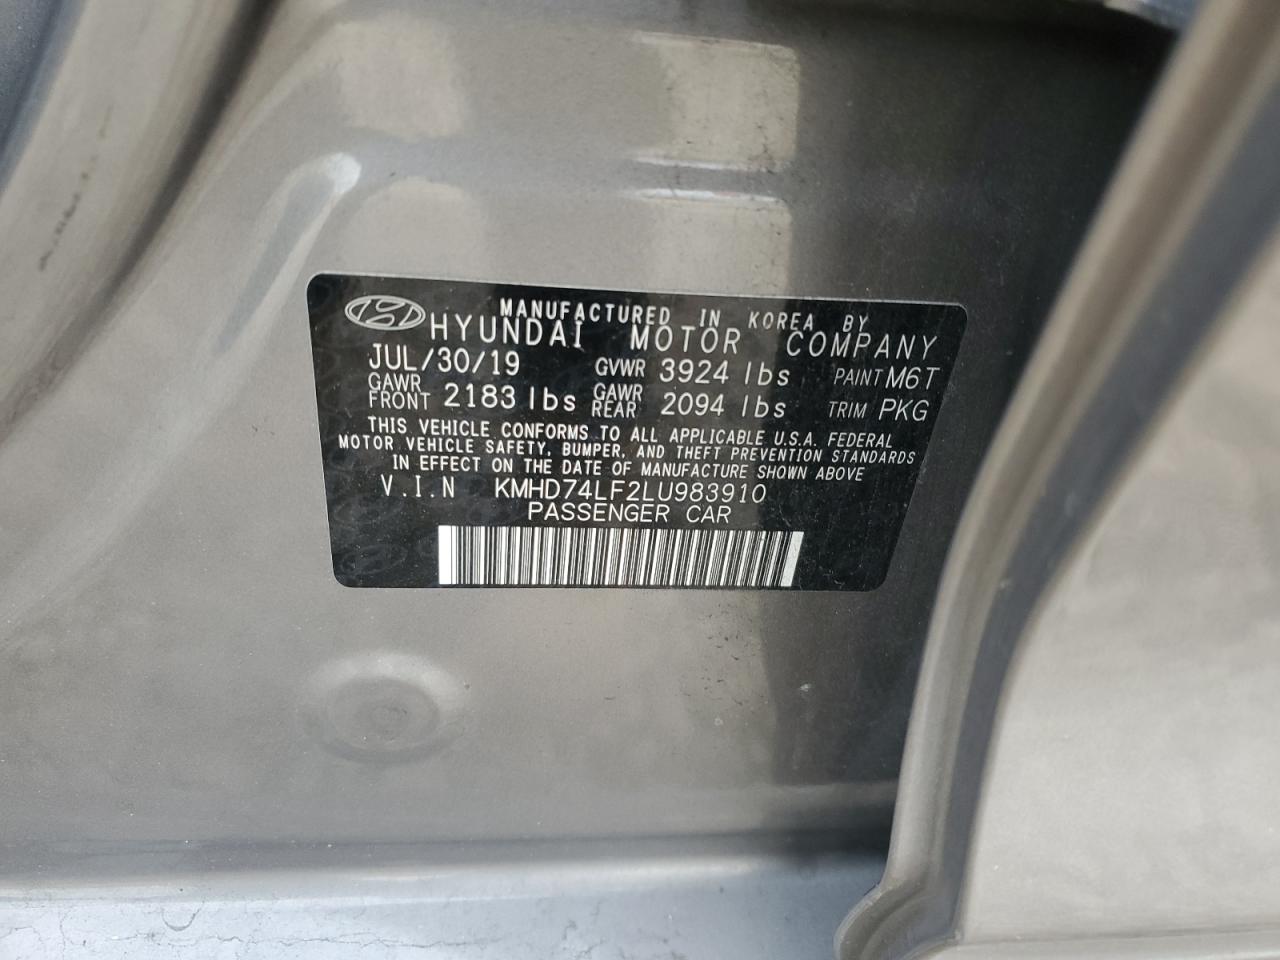 MANUFACTURED IN KOREA BY
HYUNDAI MOTOR COMPANY
JUL/30/19 GVWR 3924 lbs PAINT M6T
GAWR FRONT 2183 lbs GAWR REAR 2094 lbs TRIM PKG
THIS VEHICLE CONFORMS TO ALL APPLICABLE U.S.A. FEDERAL
MOTOR VEHICLE SAFETY, BUMPER, AND THEFT PREVENTION STANDARDS
IN EFFECT ON THE DATE OF MANUFACTURE SHOWN ABOVE
V.I.N KMHD74LF2LU983910
PASSENGER CAR